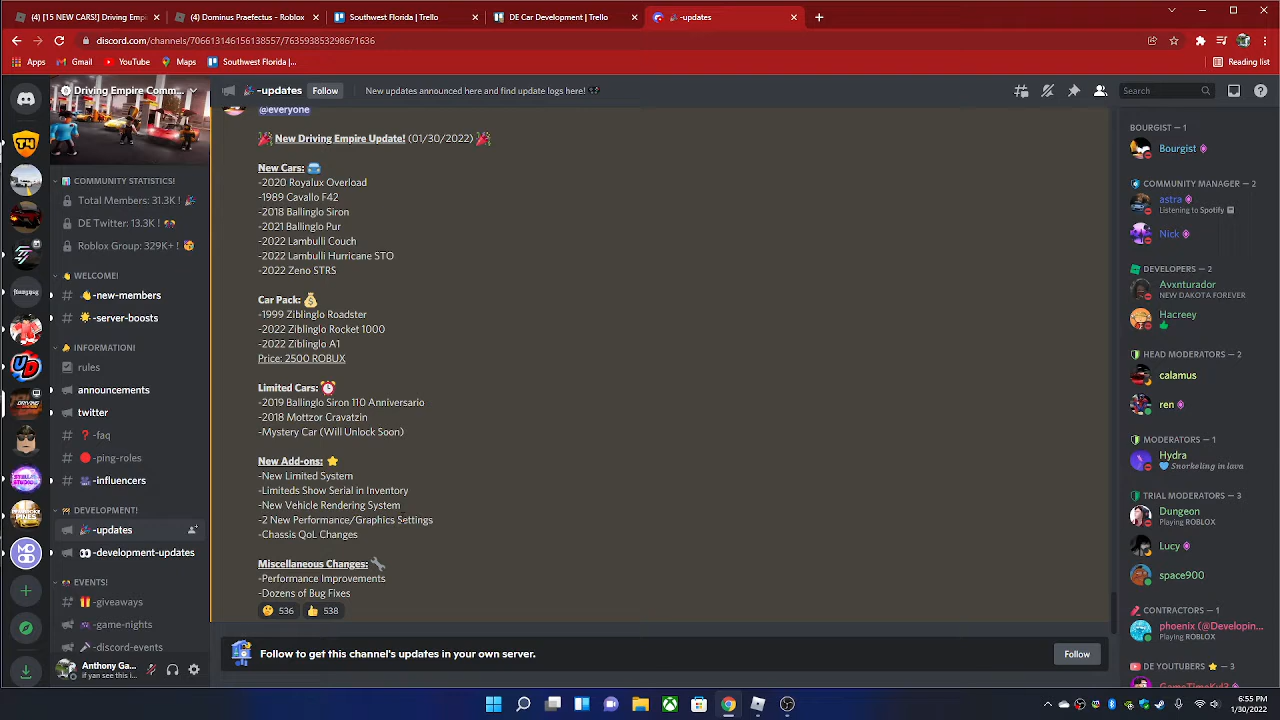 (4) [15 NEW CARS!] Driving Emp
(4) Dominus Praefectus - Roblox
Southwest Florida | Trello
DE Car Development | Trello
-updates
discord.com/channels/706613146156138557/763593853298671636
Apps
Gmail
YouTube
Maps
Southwest Florida |...
Reading list
Driving Empire Comm...
-updates
Follow
New updates announced here and find update logs here!
Search
COMMUNITY STATISTICS!
Total Members: 31.3K !
DE Twitter: 13.3K !
Roblox Group: 329K+ !
WELCOME!
-new-members
-server-boosts
INFORMATION!
rules
announcements
twitter
-faq
-ping-roles
-influencers
DEVELOPMENT!
-updates
-development-updates
EVENTS!
-giveaways
-game-nights
-discord-events
Anthony Ga...
if yan see this i...
@everyone
New Driving Empire Update! (01/30/2022)
New Cars:
-2020 Royalux Overload
-1989 Cavallo F42
-2018 Ballinglo Siron
-2021 Ballinglo Pur
-2022 Lambulli Couch
-2022 Lambulli Hurricane STO
-2022 Zeno STRS
Car Pack:
-1999 Ziblinglo Roadster
-2022 Ziblinglo Rocket 1000
-2022 Ziblinglo A1
Price: 2500 ROBUX
Limited Cars:
-2019 Ballinglo Siron 110 Anniversario
-2018 Mottzor Cravatzin
-Mystery Car (Will Unlock Soon)
New Add-ons:
-New Limited System
-Limiteds Show Serial in Inventory
-New Vehicle Rendering System
-2 New Performance/Graphics Settings
-Chassis QoL Changes
Miscellaneous Changes:
-Performance Improvements
-Dozens of Bug Fixes
536
538
Follow to get this channel's updates in your own server.
Follow
BOURGIST — 1
Bourgist
COMMUNITY MANAGER — 2
astra
Listening to Spotify
Nick
DEVELOPERS — 2
Avxnturador
NEW DAKOTA FOREVER
Hacreey
HEAD MODERATORS — 2
calamus
ren
MODERATORS — 1
Hydra
Snorkeling in lava
TRIAL MODERATORS — 3
Dungeon
Playing ROBLOX
Lucy
space900
CONTRACTORS — 1
phoenix (@Developin...
Playing ROBLOX
DE YOUTUBERS — 3
GameTimeKid3
6:55 PM
1/30/2022